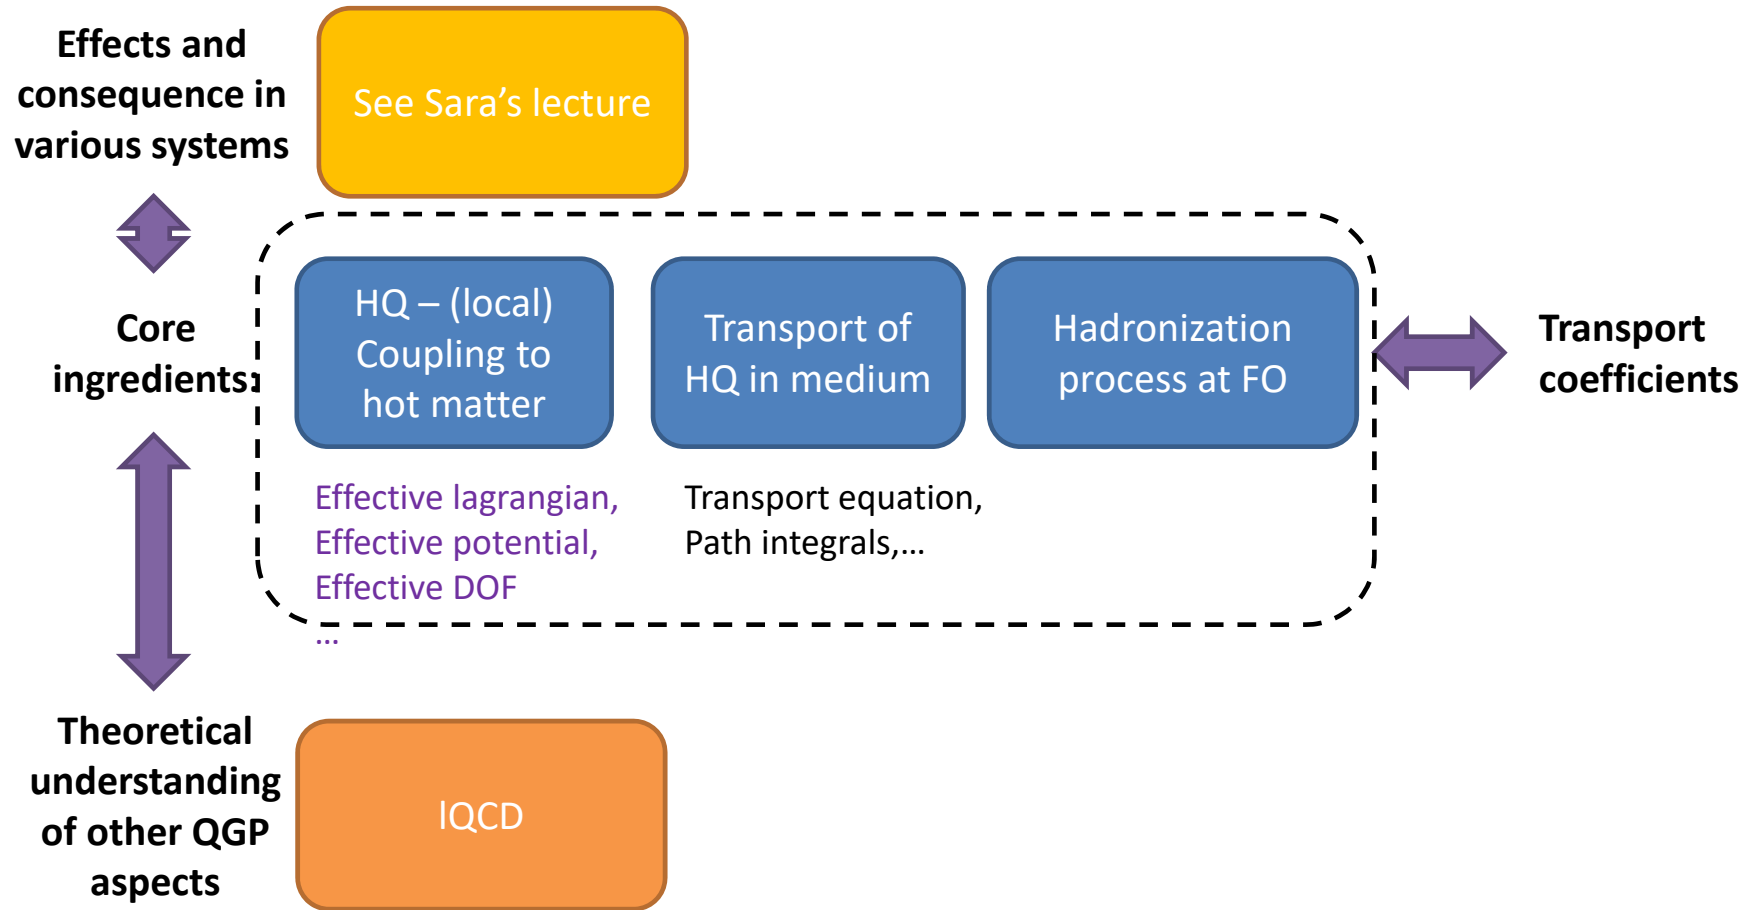 Effects and
consequence in
various systems
See Sara’s lecture
Core
ingredients:
HQ – (local)
Coupling to
hot matter
Transport of
HQ in medium
Hadronization
process at FO
Transport
coefficients
Effective lagrangian,
Effective potential,
Effective DOF
…
Transport equation,
Path integrals,…
Theoretical
understanding
of other QGP
aspects
lQCD